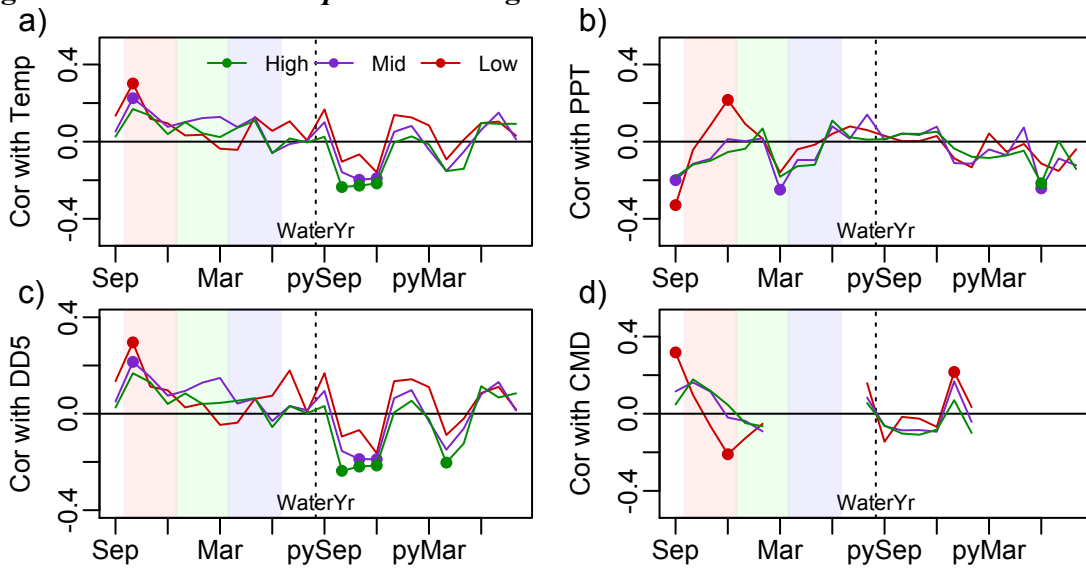 a)
Cor with Temp
0.4
0.0
-0.4
High Mid Low
WaterYr
Sep Mar pySep pyMar
b)
Cor with PPT
0.4
0.0
-0.4
WaterYr
Sep Mar pySep pyMar
c)
Cor with DD5
0.4
0.0
-0.4
WaterYr
Sep Mar pySep pyMar
d)
Cor with CMD
0.4
0.0
-0.4
WaterYr
Sep Mar pySep pyMar